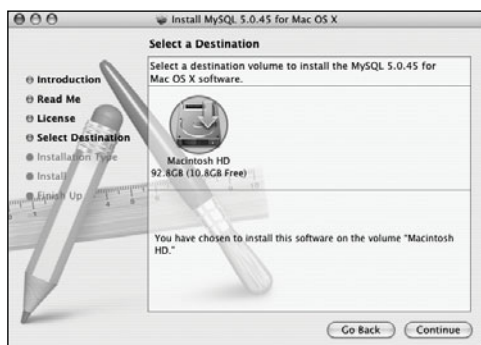 Install MySQL 5.0.45 for Mac OS X
Select a Destination
Introduction
Read Me
License
Select Destination
Installation Type
Install
Finish Up
Select a destination volume to install the MySQL 5.0.45 for
Mac OS X software.
Macintosh HD
92.8GB (10.8GB Free)
You have chosen to install this software on the volume "Macintosh
HD."
Go Back
Continue